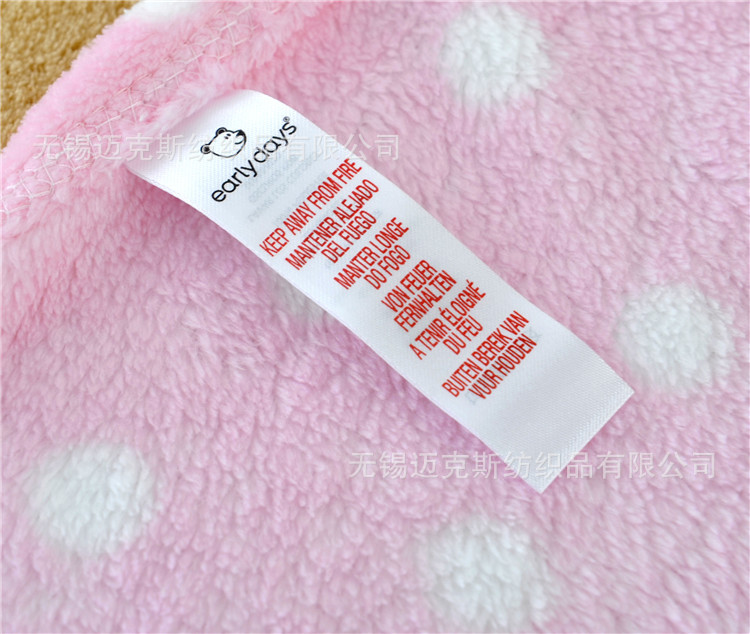 无锡迈克斯纺织品有限公司
early days®
KEEP AWAY FROM FIRE
MANTENER ALEJADO
DEL FUEGO
MANTER LONGE
DO FOGO
VON FEUER
FERNHALTEN
A TENIR ÉLOIGNÉ
DU FEU
BUITEN BEREIK VAN
VUUR HOUDEN
无锡迈克斯纺织品有限公司